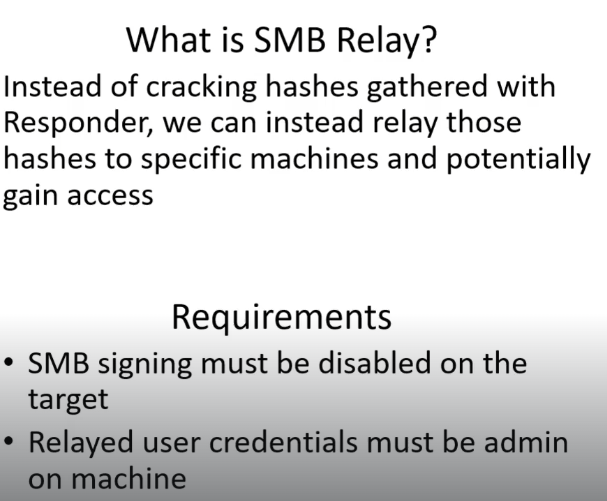 What is SMB Relay?
Instead of cracking hashes gathered with
Responder, we can instead relay those
hashes to specific machines and potentially
gain access
Requirements
• SMB signing must be disabled on the
target
• Relayed user credentials must be admin
on machine